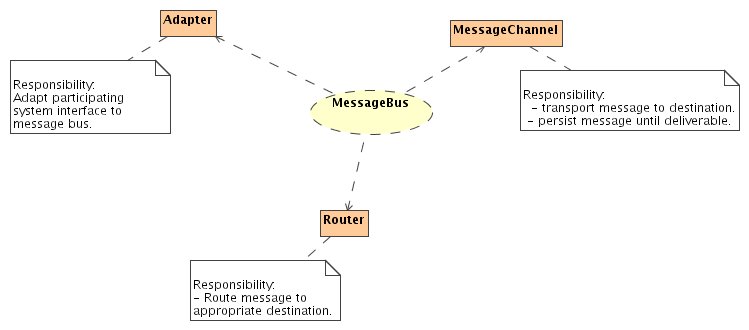 Adapter
MessageChannel
Responsibility:
Adapt participating
system interface to
message bus.
MessageBus
Responsibility:
- transport message to destination.
- persist message until deliverable.
Router
Responsibility:
- Route message to
appropriate destination.